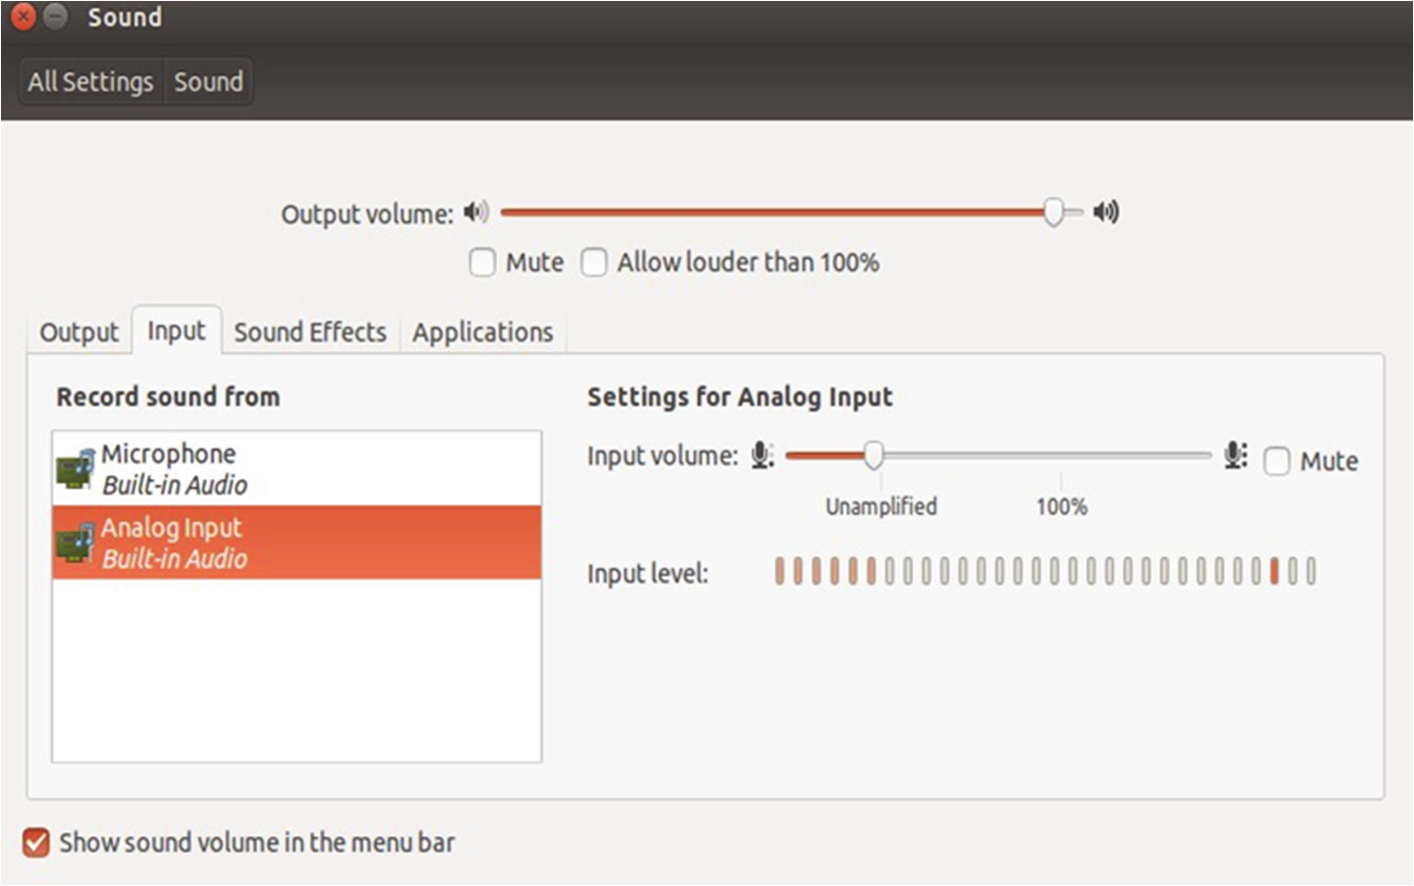 Sound
All Settings Sound
Output volume:
Mute Allow louder than 100%
Output Input Sound Effects Applications
Record sound from
Microphone
Built-in Audio
Analog Input
Built-in Audio
Settings for Analog Input
Input volume: Mute
Unamplified 100%
Input level:
Show sound volume in the menu bar